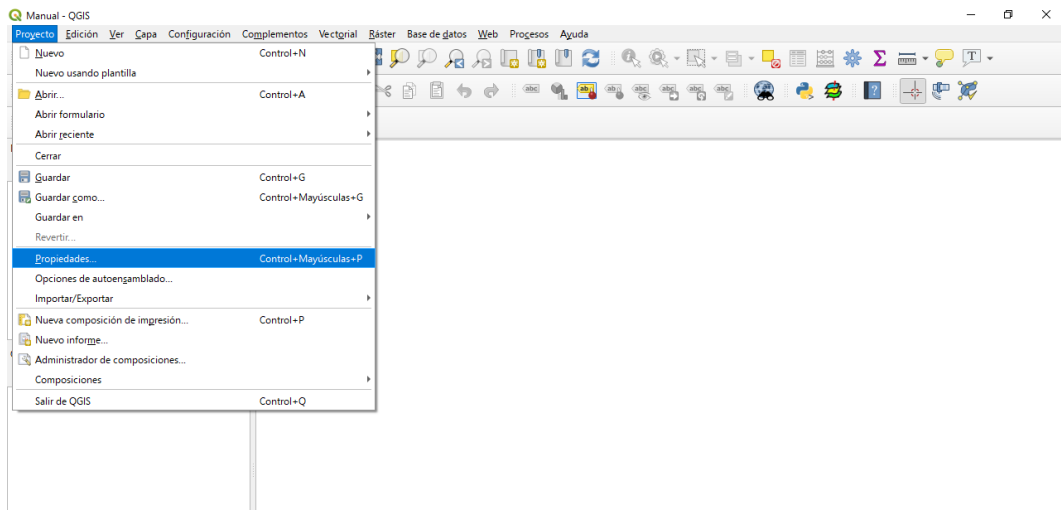 Manual - QGIS
Proyecto Edición Ver Capa Configuración Complementos Vectorial Ráster Base de datos Web Procesos Ayuda
Nuevo Control+N
Nuevo usando plantilla
Abrir... Control+A
Abrir formulario
Abrir reciente
Cerrar
Guardar Control+G
Guardar como... Control+Mayúsculas+G
Guardar en
Revertir...
Propiedades... Control+Mayúsculas+P
Opciones de autoensamblado...
Importar/Exportar
Nueva composición de impresión... Control+P
Nuevo informe...
Administrador de composiciones...
Composiciones
Salir de QGIS Control+Q